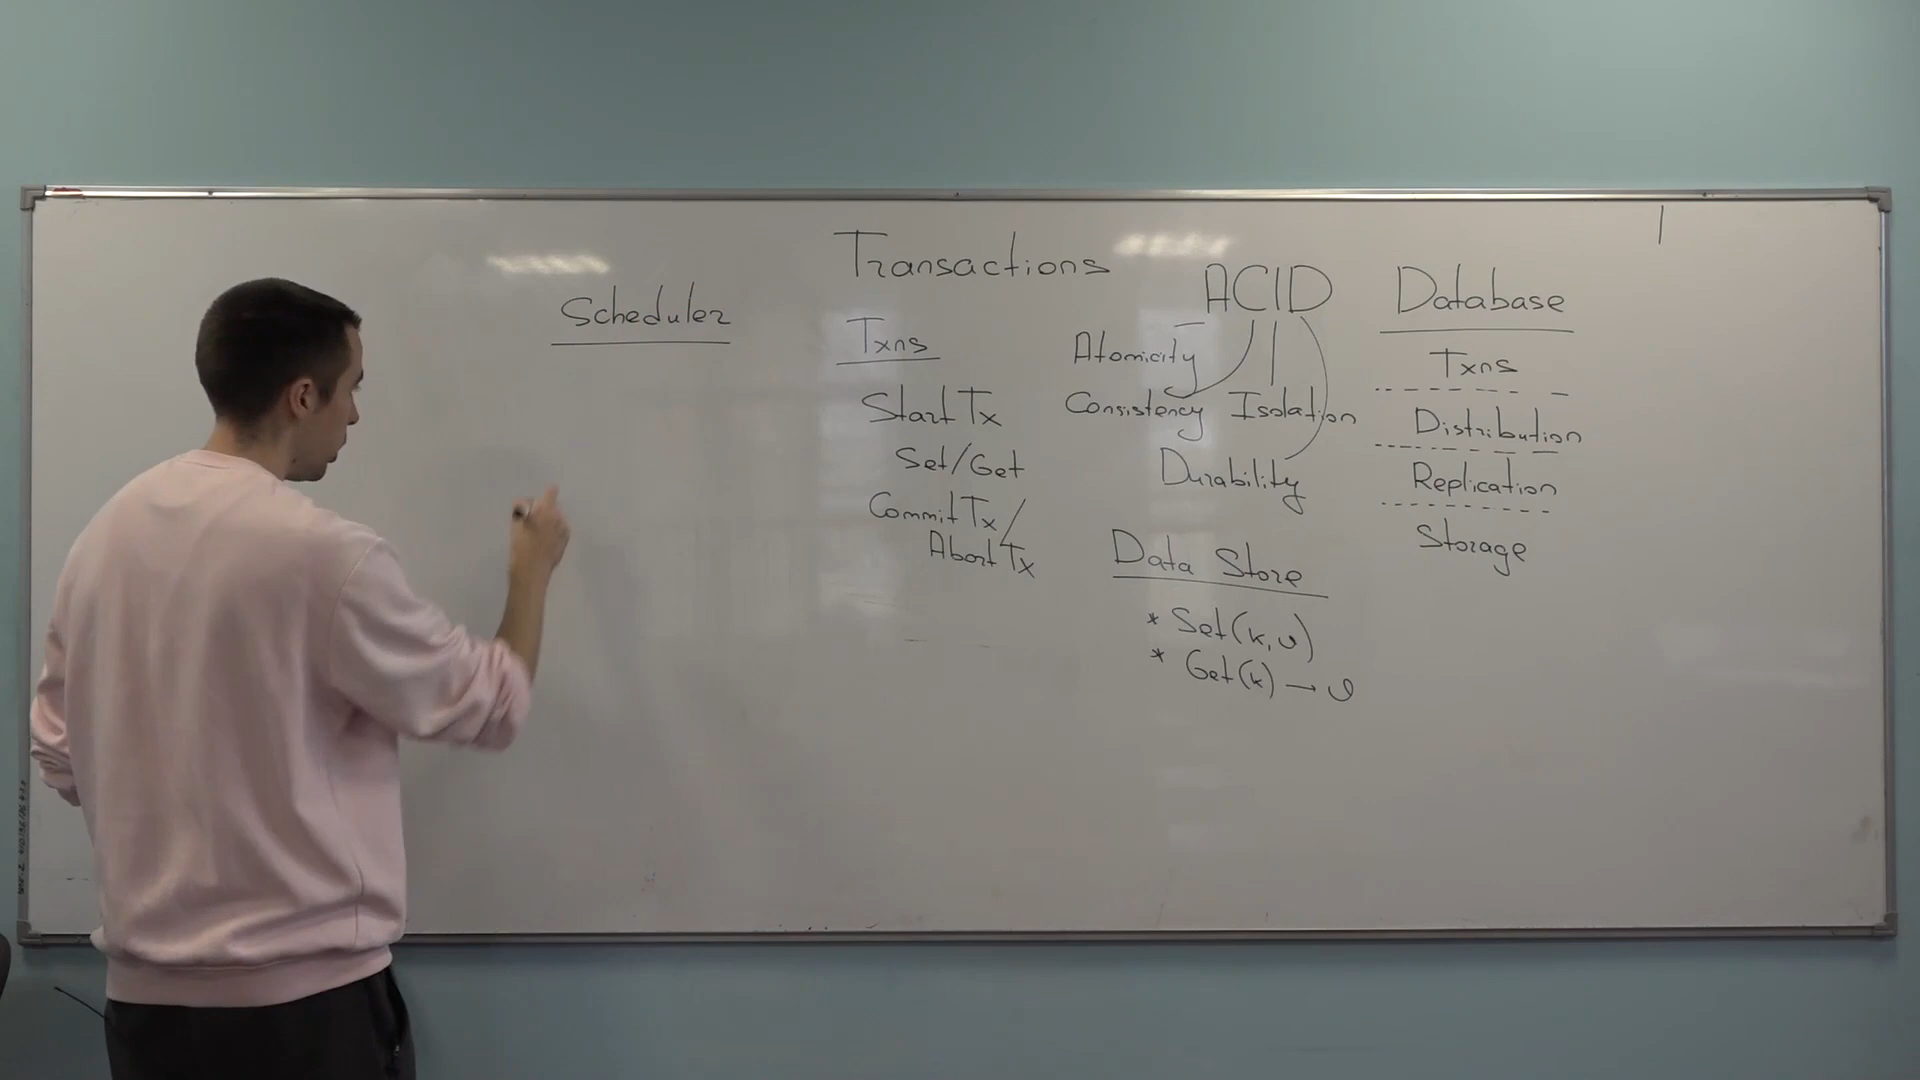 Transactions
Scheduler
Txns
Start Tx
Set/Get
Commit Tx/
Abort Tx
ACID
Atomicity
Consistency Isolation
Durability
Data Store
* Set(k, v)
* Get(k) → v
Database
Txns
Distribution
Replication
Storage